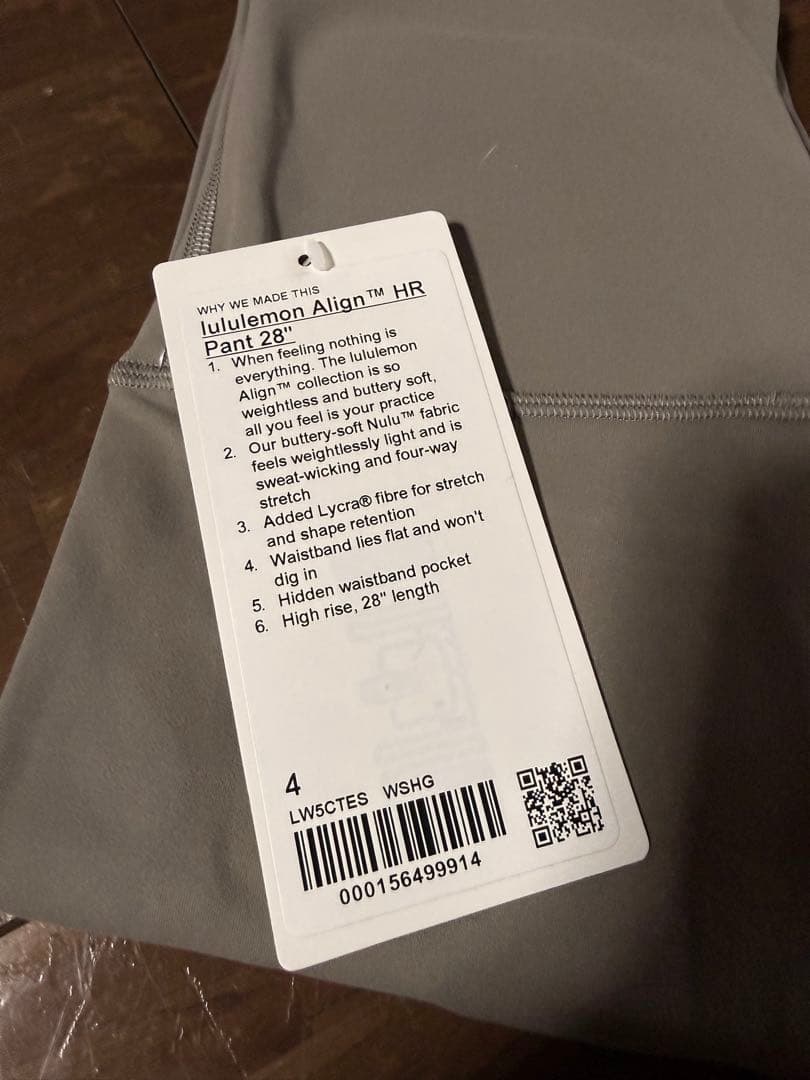 WHY WE MADE THIS
lululemon Align™ HR
Pant 28"
1. When feeling nothing is
everything. The lululemon
Align™ collection is so
weightless and buttery soft,
all you feel is your practice
2. Our buttery-soft Nulu™ fabric
feels weightlessly light and is
sweat-wicking and four-way
stretch
3. Added Lycra® fibre for stretch
and shape retention
4. Waistband lies flat and won't
dig in
5. Hidden waistband pocket
6. High rise, 28" length
4
LW5CTES WSHG
000156499914